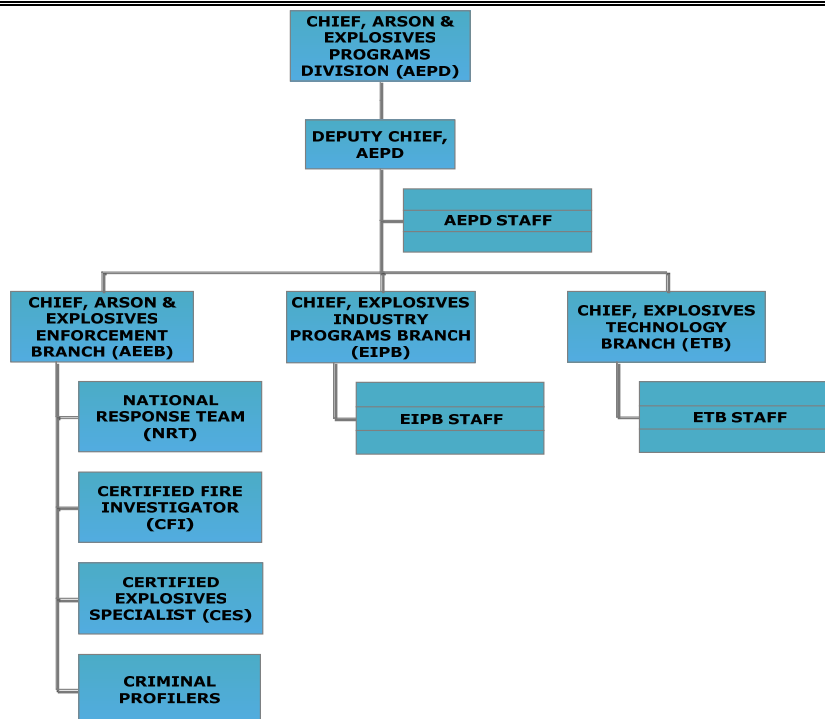 CHIEF, ARSON &
EXPLOSIVES
PROGRAMS
DIVISION (AEPD)
DEPUTY CHIEF,
AEPD
AEPD STAFF
CHIEF, ARSON &
EXPLOSIVES
ENFORCEMENT
BRANCH (AEEB)
CHIEF, EXPLOSIVES
INDUSTRY
PROGRAMS BRANCH
(EIPB)
CHIEF, EXPLOSIVES
TECHNOLOGY
BRANCH (ETB)
NATIONAL
RESPONSE TEAM
(NRT)
EIPB STAFF
ETB STAFF
CERTIFIED FIRE
INVESTIGATOR
(CFI)
CERTIFIED
EXPLOSIVES
SPECIALIST (CES)
CRIMINAL
PROFILERS